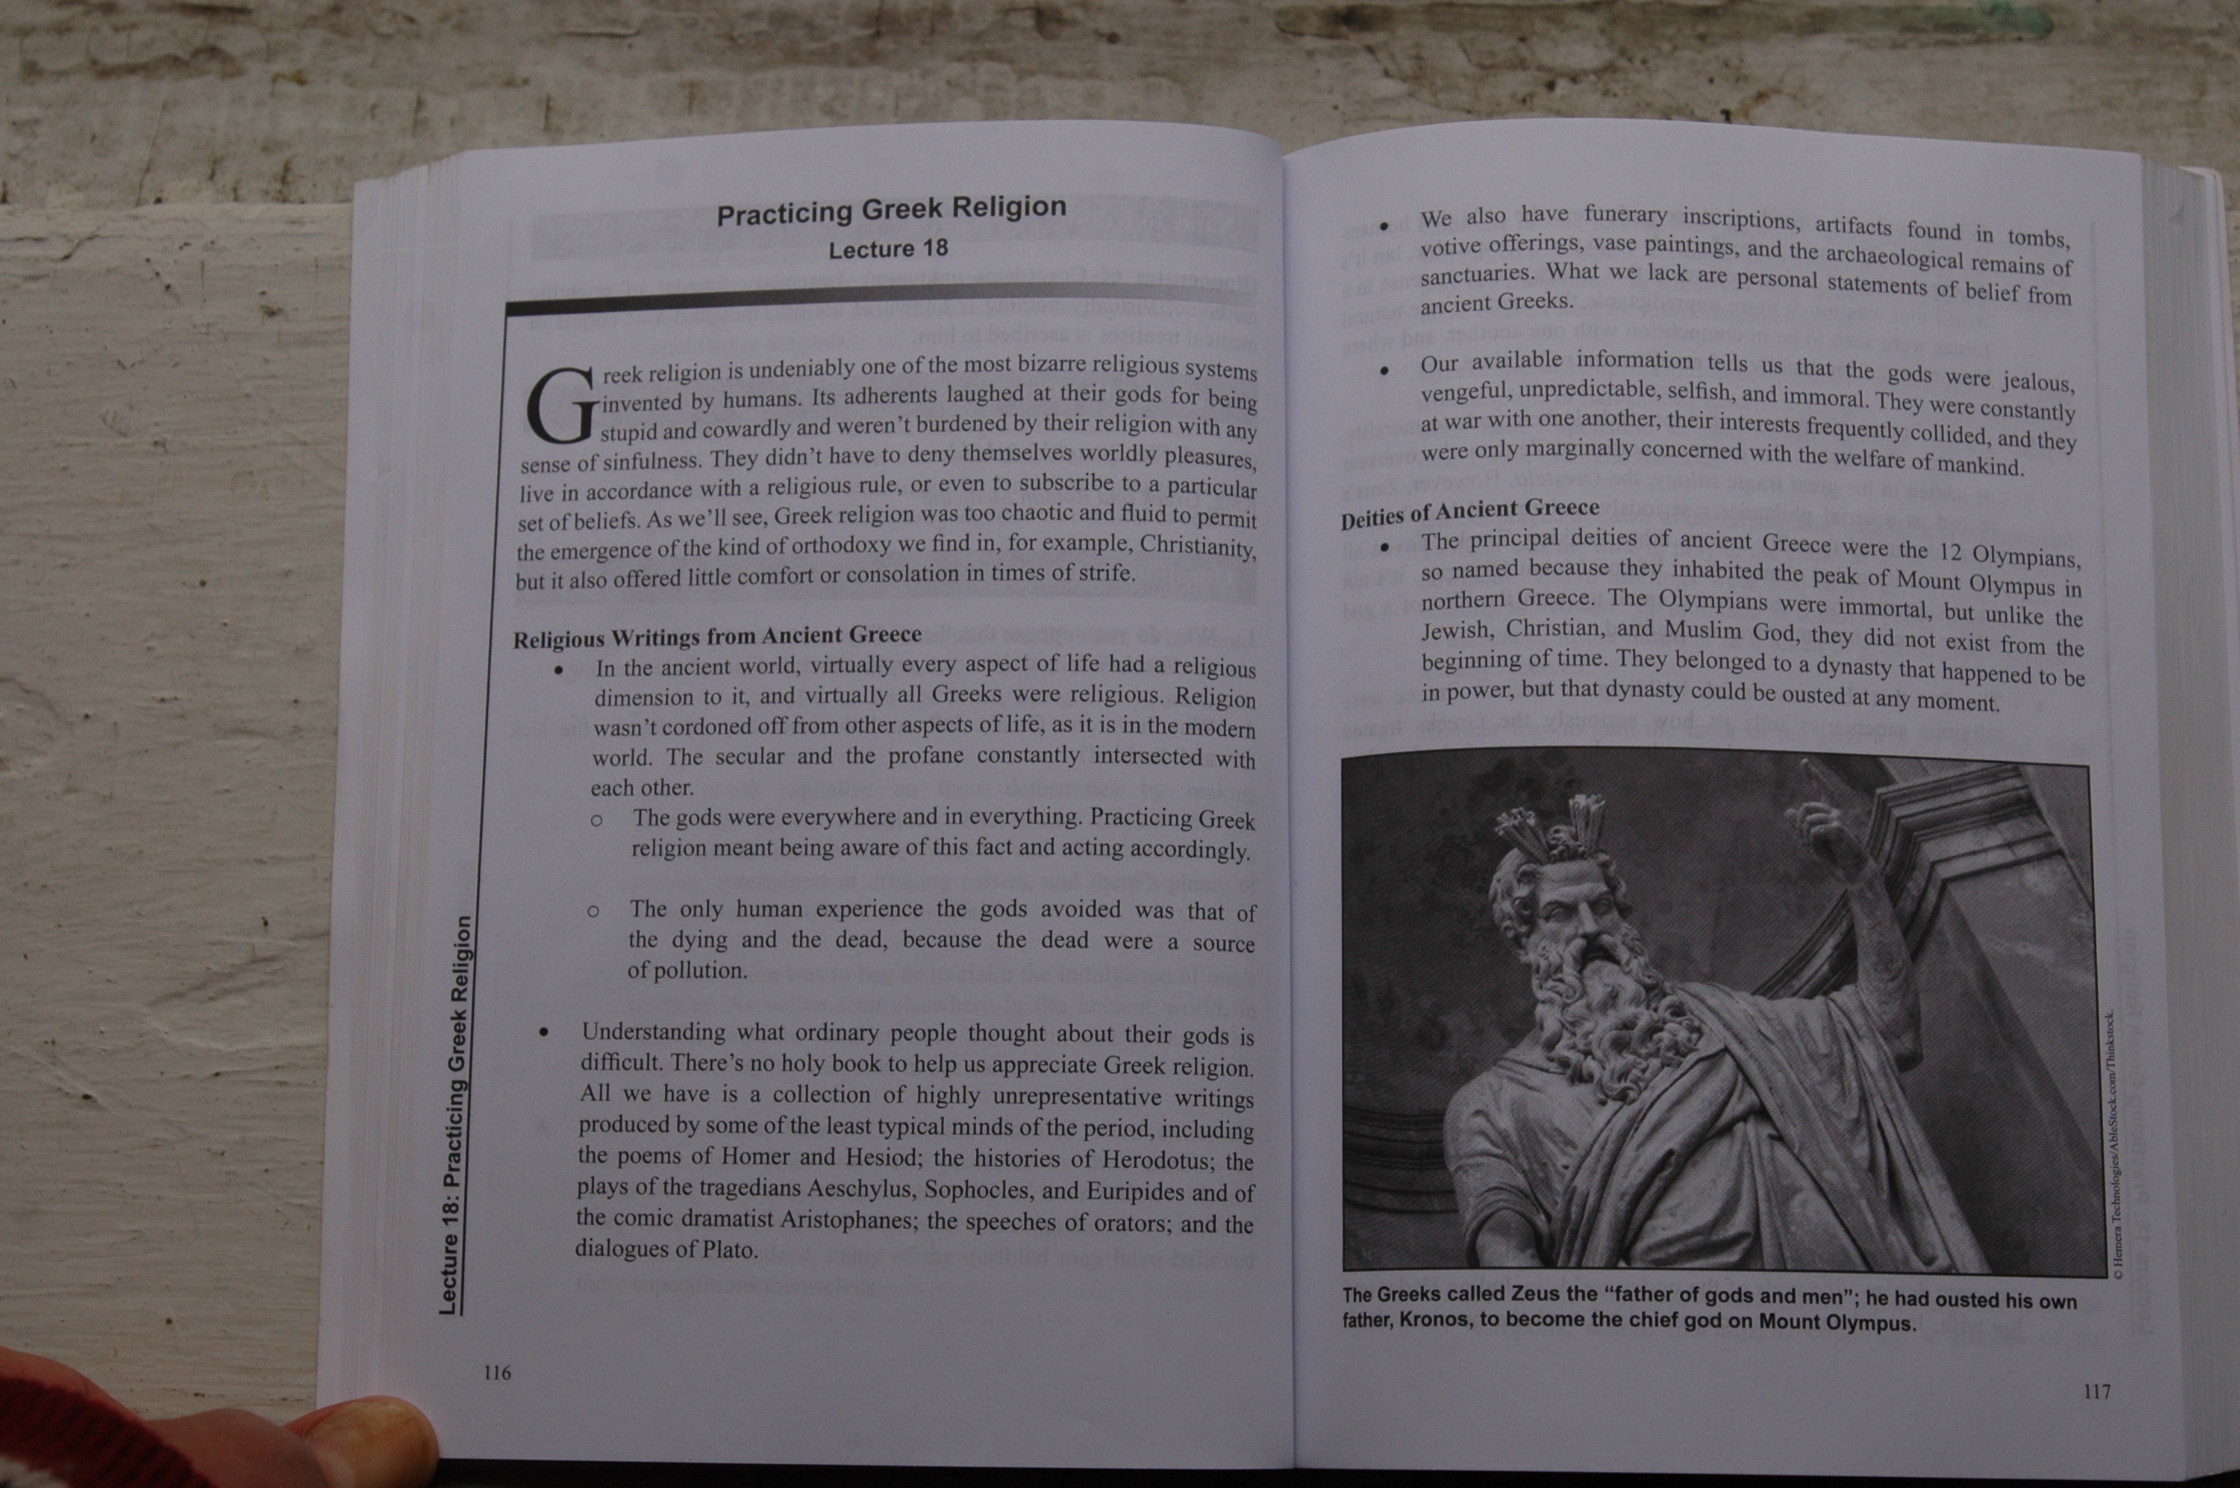 Practicing Greek Religion
Lecture 18
Greek religion is undeniably one of the most bizarre religious systems
invented by humans. Its adherents laughed at their gods for being
stupid and cowardly and weren't burdened by their religion with any
sense of sinfulness. They didn't have to deny themselves worldly pleasures,
live in accordance with a religious rule, or even to subscribe to a particular
set of beliefs. As we'll see, Greek religion was too chaotic and fluid to permit
the emergence of the kind of orthodoxy we find in, for example, Christianity,
but it also offered little comfort or consolation in times of strife.
Religious Writings from Ancient Greece
• In the ancient world, virtually every aspect of life had a religious
dimension to it, and virtually all Greeks were religious. Religion
wasn't cordoned off from other aspects of life, as it is in the modern
world. The secular and the profane constantly intersected with
each other.
○ The gods were everywhere and in everything. Practicing Greek
religion meant being aware of this fact and acting accordingly.
○ The only human experience the gods avoided was that of
the dying and the dead, because the dead were a source
of pollution.
• Understanding what ordinary people thought about their gods is
difficult. There's no holy book to help us appreciate Greek religion.
All we have is a collection of highly unrepresentative writings
produced by some of the least typical minds of the period, including
the poems of Homer and Hesiod; the histories of Herodotus; the
plays of the tragedians Aeschylus, Sophocles, and Euripides and of
the comic dramatist Aristophanes; the speeches of orators; and the
dialogues of Plato.
Lecture 18: Practicing Greek Religion
116
• We also have funerary inscriptions, artifacts found in tombs,
votive offerings, vase paintings, and the archaeological remains of
sanctuaries. What we lack are personal statements of belief from
ancient Greeks.
• Our available information tells us that the gods were jealous,
vengeful, unpredictable, selfish, and immoral. They were constantly
at war with one another, their interests frequently collided, and they
were only marginally concerned with the welfare of mankind.
Deities of Ancient Greece
• The principal deities of ancient Greece were the 12 Olympians,
so named because they inhabited the peak of Mount Olympus in
northern Greece. The Olympians were immortal, but unlike the
Jewish, Christian, and Muslim God, they did not exist from the
beginning of time. They belonged to a dynasty that happened to be
in power, but that dynasty could be ousted at any moment.
© Hemera Technologies/AbleStock.com/Thinkstock.
The Greeks called Zeus the "father of gods and men"; he had ousted his own
father, Kronos, to become the chief god on Mount Olympus.
117